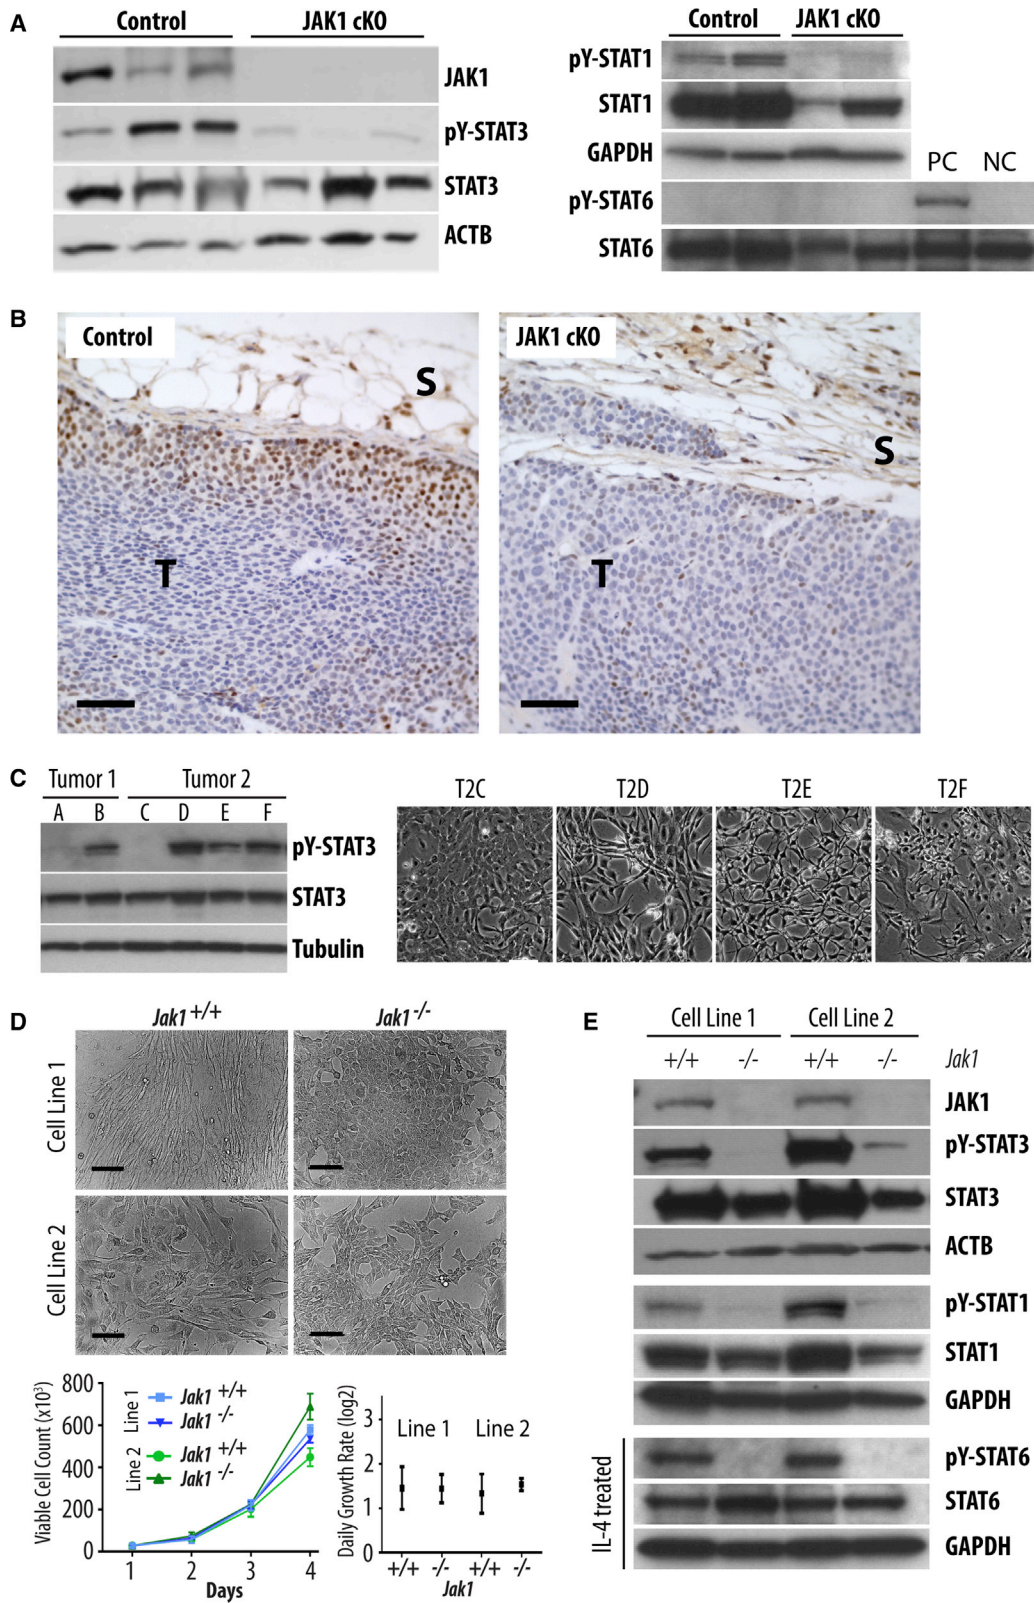 A
Control JAK1 cKO
JAK1
pY-STAT3
STAT3
ACTB
Control JAK1 cKO
pY-STAT1
STAT1
GAPDH
PC NC
pY-STAT6
STAT6
B
Control
S
T
JAK1 cKO
S
T
C
Tumor 1 Tumor 2
A B C D E F
pY-STAT3
STAT3
Tubulin
T2C T2D T2E T2F
D
Jak1 +/+ Jak1 -/-
Cell Line 1
Cell Line 2
Viable Cell Count (x10³)
800
600
400
200
0
1 2 3 4
Days
Line 1
Jak1 +/+
Jak1 -/-
Line 2
Jak1 +/+
Jak1 -/-
Daily Growth Rate (log2)
3
2
1
0
Line 1 Line 2
+/+ -/- +/+ -/-
Jak1
E
Cell Line 1 Cell Line 2
+/+ -/- +/+ -/- Jak1
JAK1
pY-STAT3
STAT3
ACTB
pY-STAT1
STAT1
GAPDH
IL-4 treated
pY-STAT6
STAT6
GAPDH